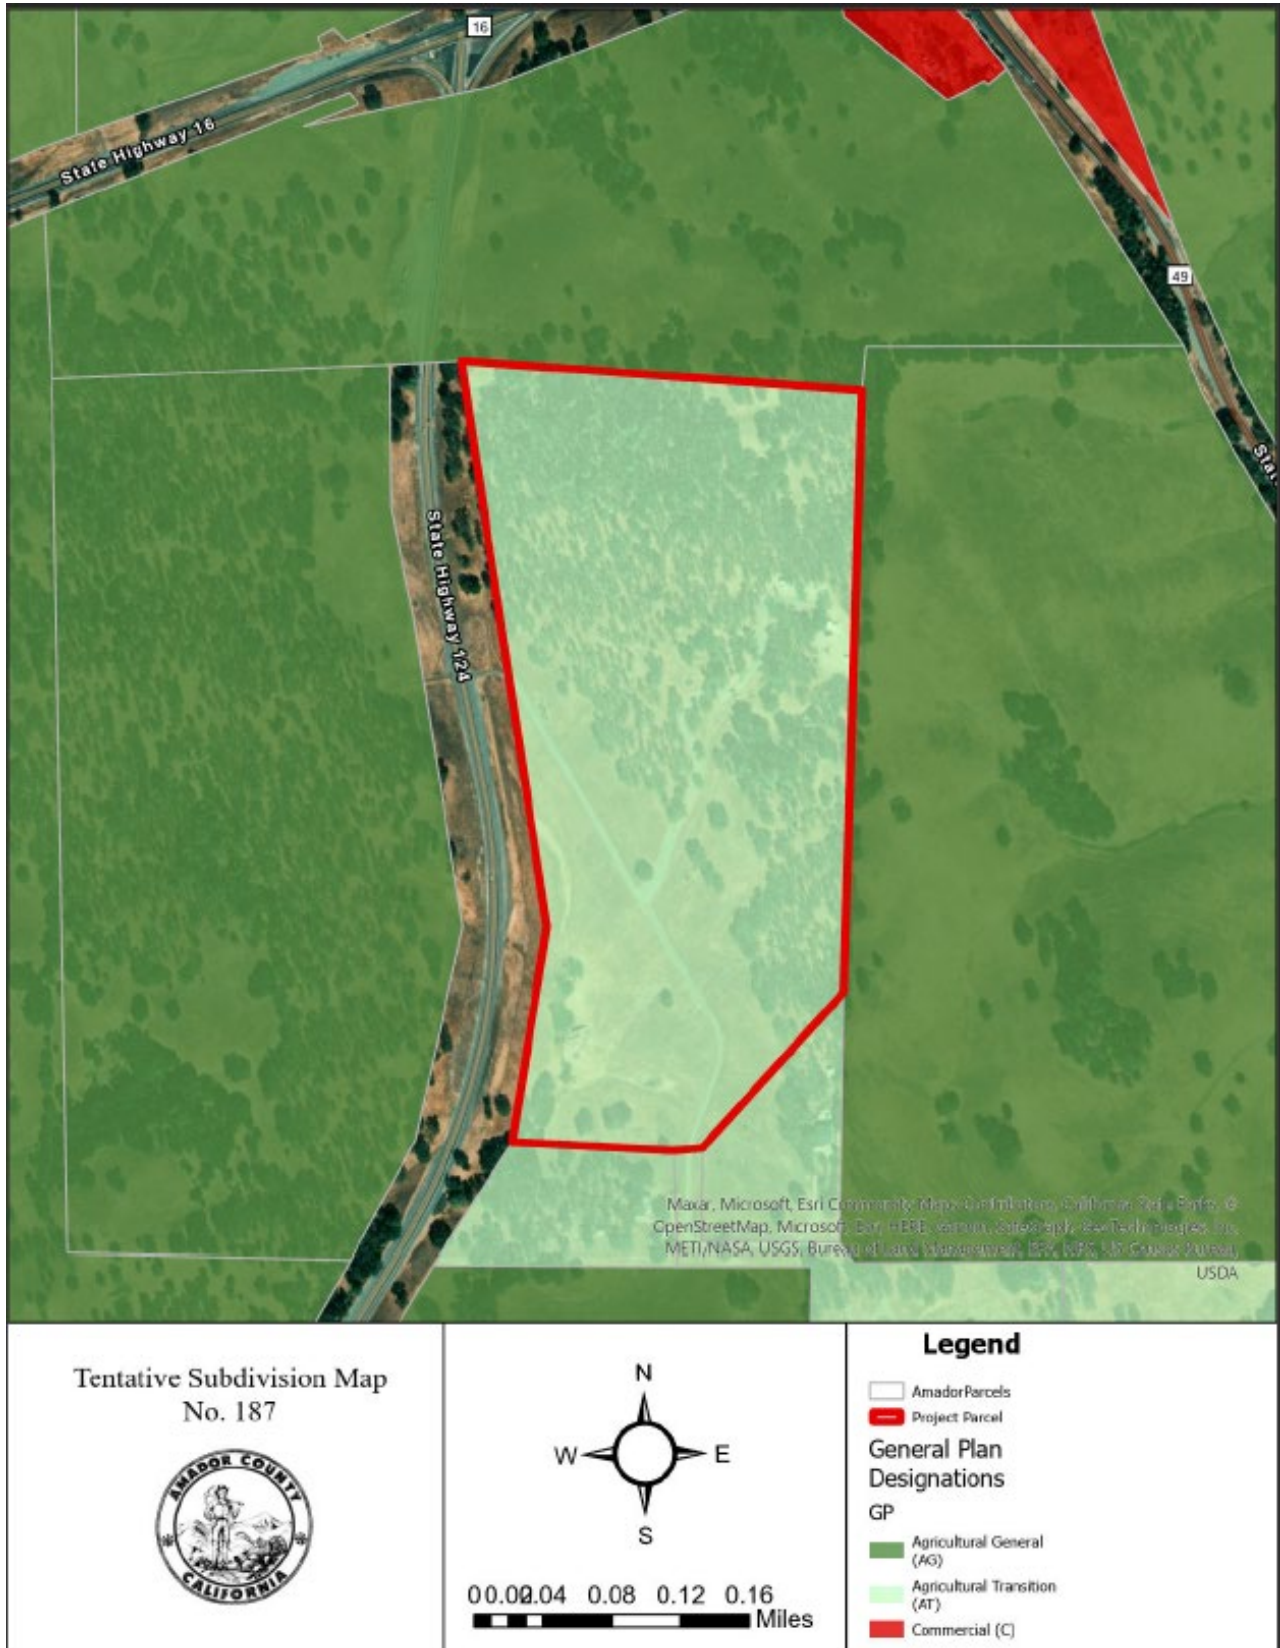 16
State Highway 16
49
State Highway 124
Maxar, Microsoft, Esri Community Maps Contributors, California State Parks, ©
OpenStreetMap, Microsoft, Esri, HERE, Garmin, SafeGraph, GeoTechnologies, Inc,
METI/NASA, USGS, Bureau of Land Management, EPA, NPS, US Census Bureau,
USDA
Tentative Subdivision Map
No. 187
AMADOR COUNTY
CALIFORNIA
N
W
E
S
0 0.02 0.04 0.08 0.12 0.16
Miles
Legend
AmadorParcels
Project Parcel
General Plan
Designations
GP
Agricultural General
(AG)
Agricultural Transition
(AT)
Commercial (C)